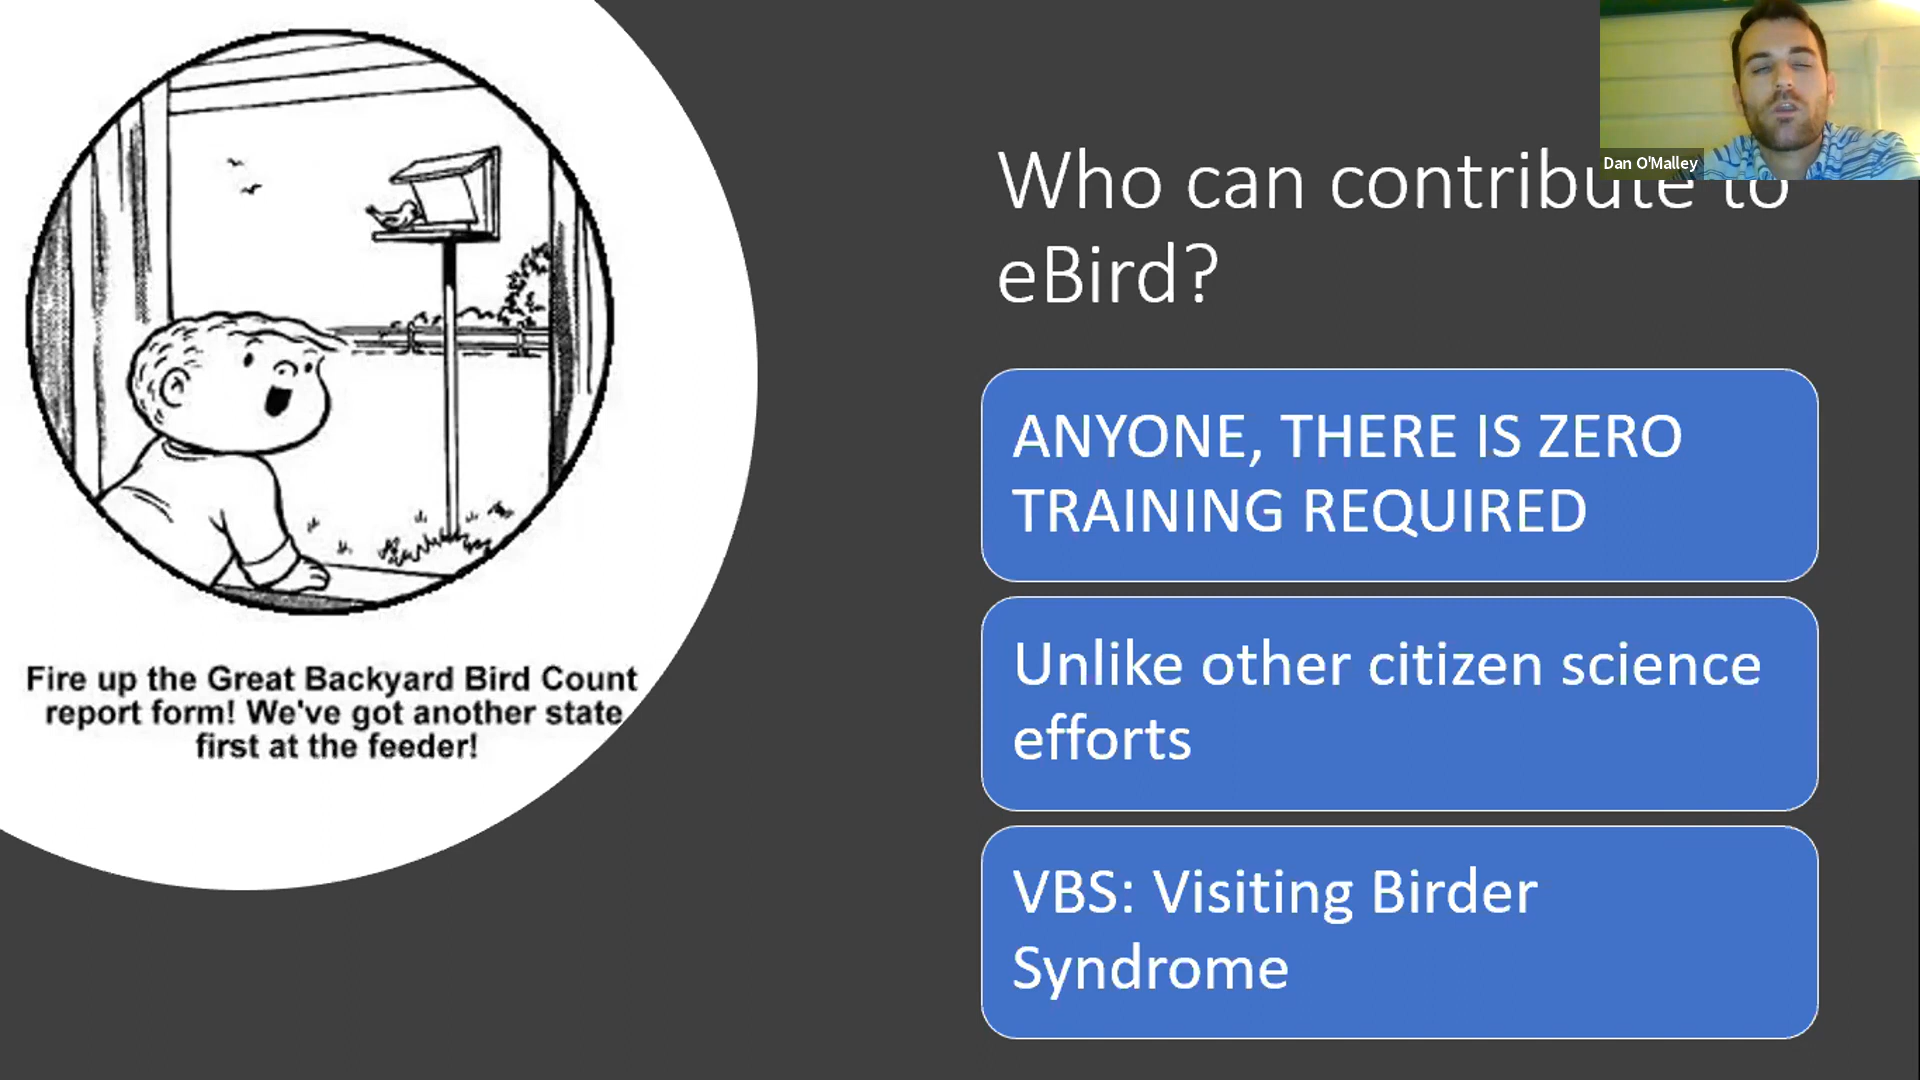 Dan O'Malley
Who can contribute to
eBird?
ANYONE, THERE IS ZERO
TRAINING REQUIRED
Unlike other citizen science
efforts
VBS: Visiting Birder
Syndrome
Fire up the Great Backyard Bird Count
report form! We've got another state
first at the feeder!